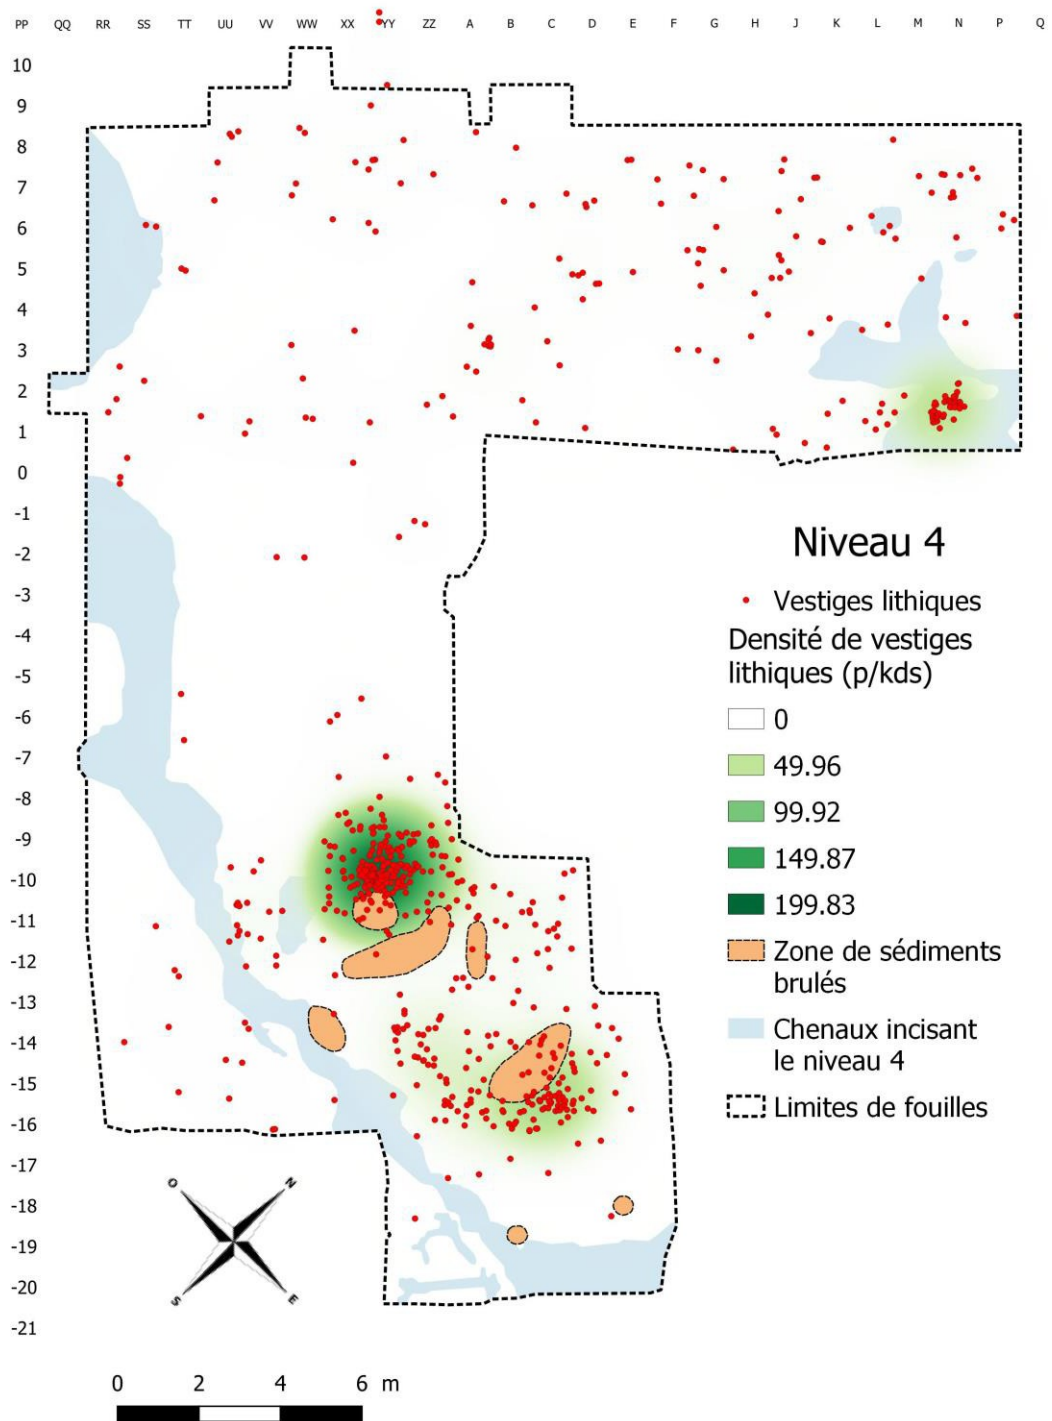 PP QQ RR SS TT UU VV WW XX YY ZZ A B C D E F G H J K L M N P Q
10
9
8
7
6
5
4
3
2
1
0
-1
-2
-3
-4
-5
-6
-7
-8
-9
-10
-11
-12
-13
-14
-15
-16
-17
-18
-19
-20
-21
Niveau 4
Vestiges lithiques
Densité de vestiges
lithiques (p/kds)
0
49.96
99.92
149.87
199.83
Zone de sédiments
brulés
Chenaux incisant
le niveau 4
Limites de fouilles
O N
S E
0 2 4 6 m